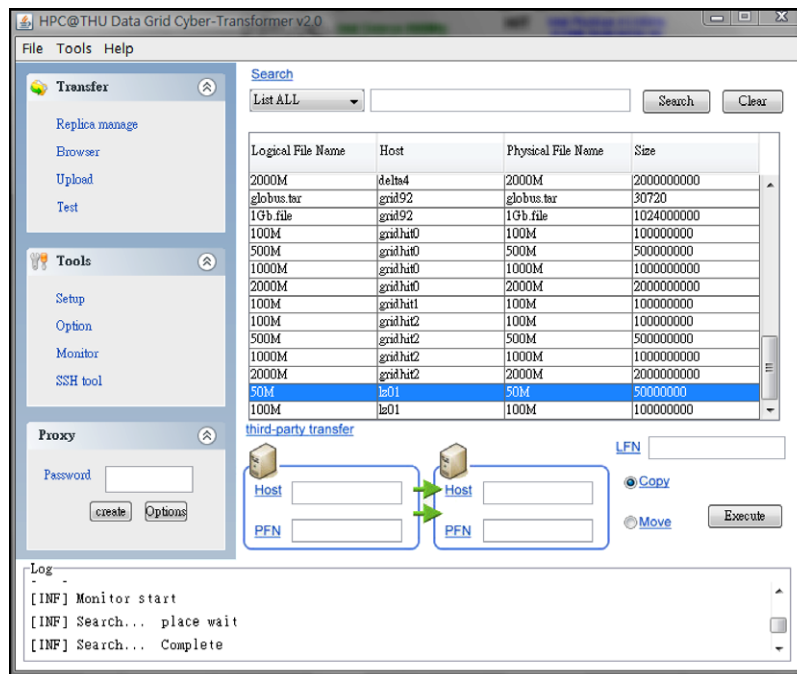 HPC@THU Data Grid Cyber-Transformer v2.0
File Tools Help
Transfer
Replica manage
Browser
Upload
Test
Tools
Setup
Option
Monitor
SSH tool
Proxy
Password
create Options
Search
List ALL Search Clear
Logical File Name Host Physical File Name Size
2000M delta4 2000M 2000000000
globus.tar grid92 globus.tar 30720
1Gb.file grid92 1Gb.file 1024000000
100M gridhit0 100M 100000000
500M gridhit0 500M 500000000
1000M gridhit0 1000M 1000000000
2000M gridhit0 2000M 2000000000
100M gridhit1 100M 100000000
100M gridhit2 100M 100000000
500M gridhit2 500M 500000000
1000M gridhit2 1000M 1000000000
2000M gridhit2 2000M 2000000000
50M lz01 50M 50000000
100M lz01 100M 100000000
third-party transfer
Host Host
PFN PFN
LFN
Copy
Move Execute
Log
[INF] Monitor start
[INF] Search... place wait
[INF] Search... Complete